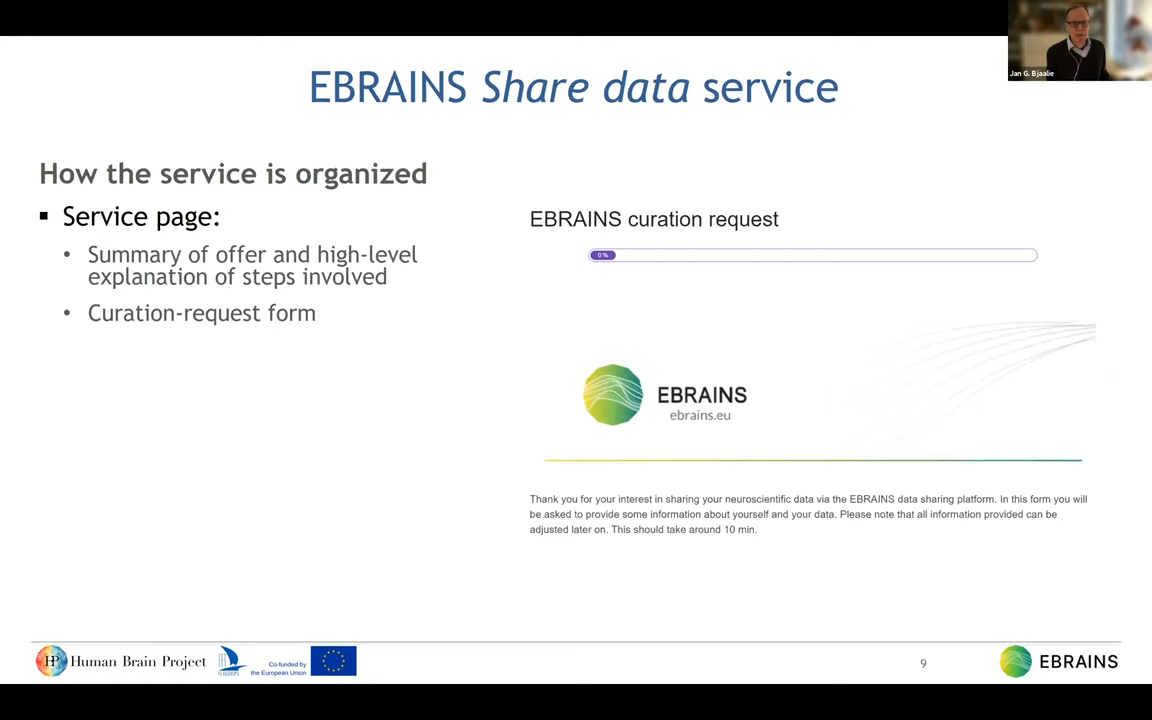 Jan G. Bjaalie
EBRAINS Share data service
How the service is organized
Service page:
Summary of offer and high-level
explanation of steps involved
Curation-request form
EBRAINS curation request
0 %
EBRAINS
ebrains.eu
Thank you for your interest in sharing your neuroscientific data via the EBRAINS data sharing platform. In this form you will
be asked to provide some information about yourself and your data. Please note that all information provided can be
adjusted later on. This should take around 10 min.
HP Human Brain Project
Co-funded by
the European Union
9
EBRAINS